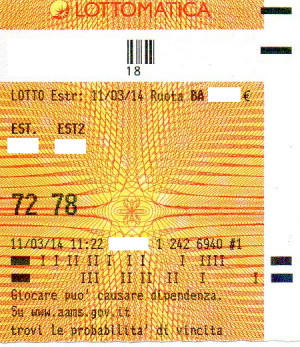 LOTTOMATICA
18
LOTTO Estr: 11/03/14 Ruota BA €
EST. EST2
72 78
11/03/14 11:22 1 242 6940 #1
Giocare puo' causare dipendenza.
Su www.aams.gov.it
trovi le probabilita' di vincita